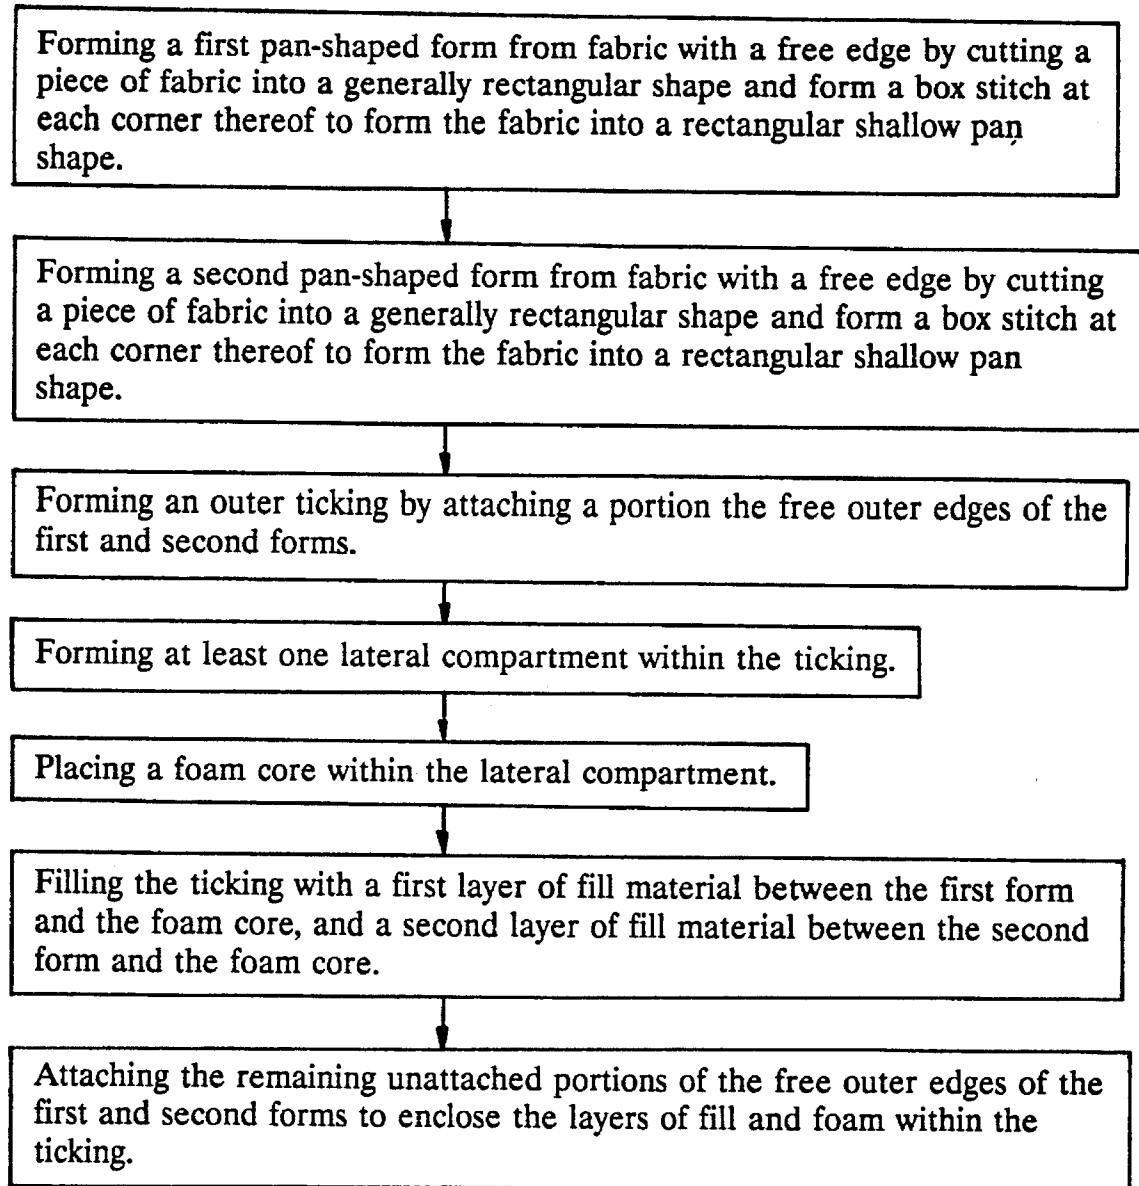 Forming a first pan-shaped form from fabric with a free edge by cutting a
piece of fabric into a generally rectangular shape and form a box stitch at
each corner thereof to form the fabric into a rectangular shallow pan
shape.
Forming a second pan-shaped form from fabric with a free edge by cutting
a piece of fabric into a generally rectangular shape and form a box stitch at
each corner thereof to form the fabric into a rectangular shallow pan
shape.
Forming an outer ticking by attaching a portion the free outer edges of the
first and second forms.
Forming at least one lateral compartment within the ticking.
Placing a foam core within the lateral compartment.
Filling the ticking with a first layer of fill material between the first form
and the foam core, and a second layer of fill material between the second
form and the foam core.
Attaching the remaining unattached portions of the free outer edges of the
first and second forms to enclose the layers of fill and foam within the
ticking.